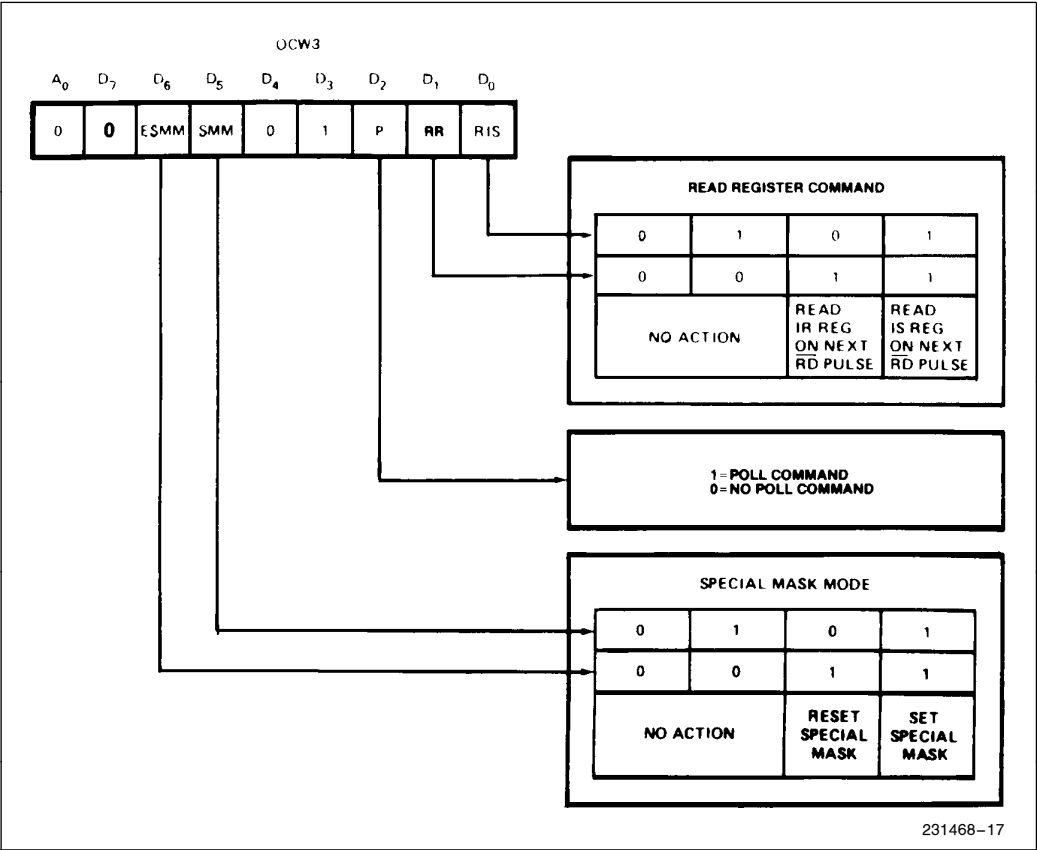 OCW3
A0 D7 D6 D5 D4 D3 D2 D1 D0
0 0 ESMM SMM 0 1 P RR RIS
READ REGISTER COMMAND
0 1 0 1
0 0 1 1
NO ACTION
READ
IR REG
ON NEXT
RD PULSE
READ
IS REG
ON NEXT
RD PULSE
1=POLL COMMAND
0=NO POLL COMMAND
SPECIAL MASK MODE
0 1 0 1
0 0 1 1
NO ACTION
RESET
SPECIAL
MASK
SET
SPECIAL
MASK
231468–17